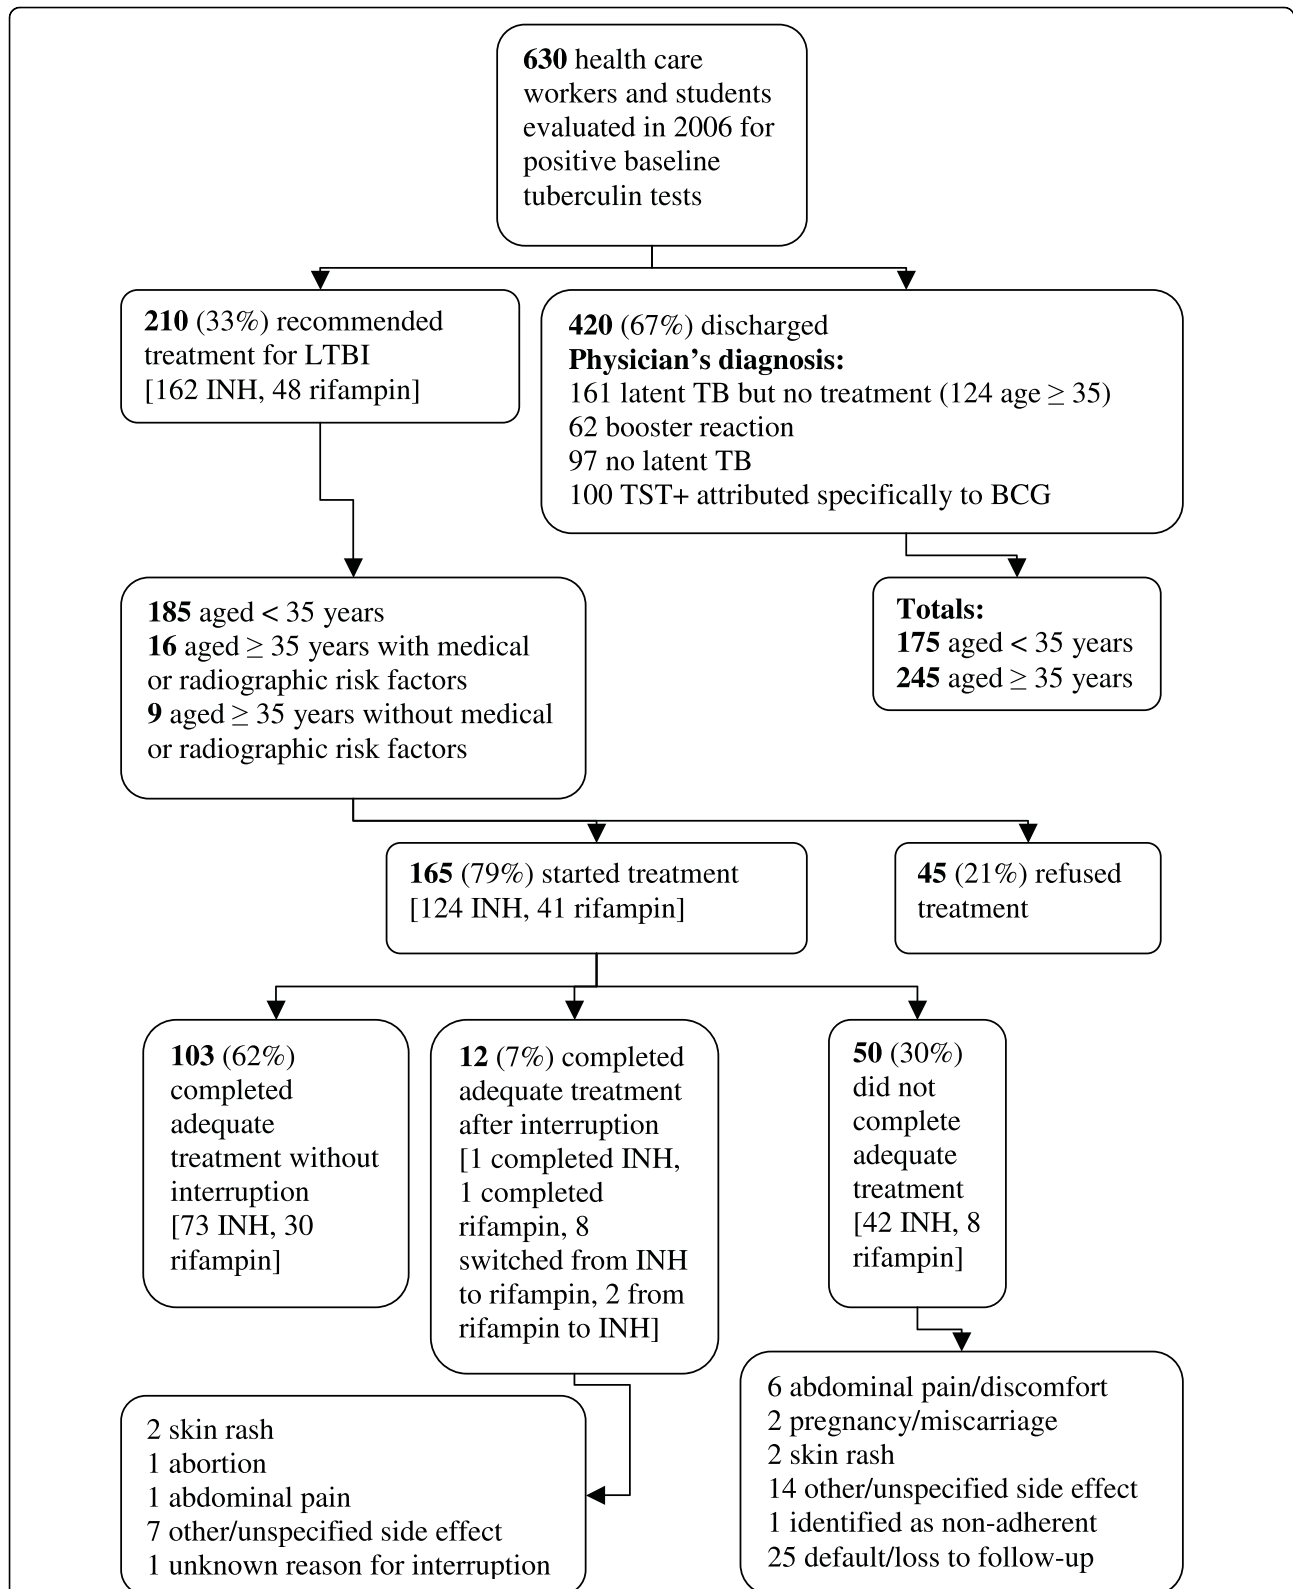 630 health care
workers and students
evaluated in 2006 for
positive baseline
tuberculin tests
210 (33%) recommended
treatment for LTBI
[162 INH, 48 rifampin]
420 (67%) discharged
Physician's diagnosis:
161 latent TB but no treatment (124 age ≥ 35)
62 booster reaction
97 no latent TB
100 TST+ attributed specifically to BCG
185 aged < 35 years
16 aged ≥ 35 years with medical
or radiographic risk factors
9 aged ≥ 35 years without medical
or radiographic risk factors
Totals:
175 aged < 35 years
245 aged ≥ 35 years
165 (79%) started treatment
[124 INH, 41 rifampin]
45 (21%) refused
treatment
103 (62%)
completed
adequate
treatment without
interruption
[73 INH, 30
rifampin]
12 (7%) completed
adequate treatment
after interruption
[1 completed INH,
1 completed
rifampin, 8
switched from INH
to rifampin, 2 from
rifampin to INH]
50 (30%)
did not
complete
adequate
treatment
[42 INH, 8
rifampin]
2 skin rash
1 abortion
1 abdominal pain
7 other/unspecified side effect
1 unknown reason for interruption
6 abdominal pain/discomfort
2 pregnancy/miscarriage
2 skin rash
14 other/unspecified side effect
1 identified as non-adherent
25 default/loss to follow-up